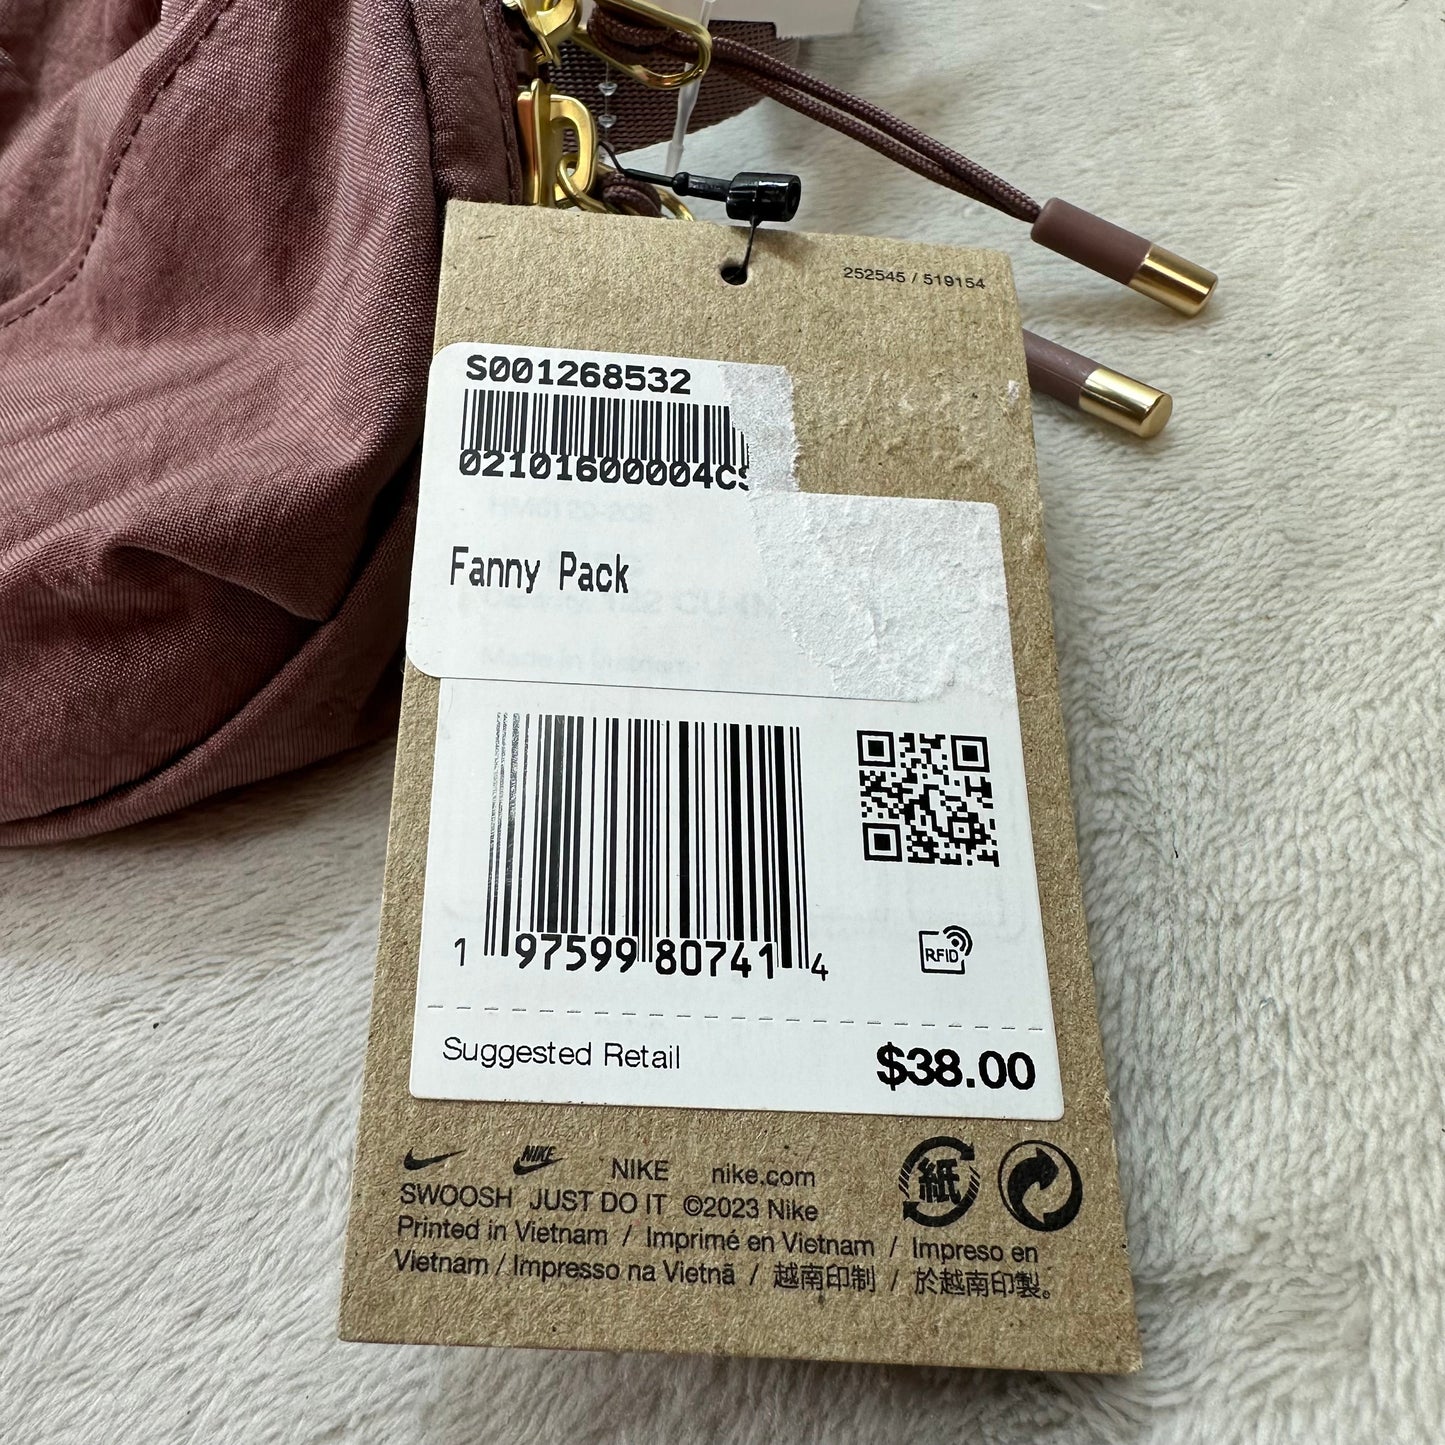 252545 / 519154
S001268532
02101600004C
Fanny Pack
1 97599 80741 4
RFID
Suggested Retail $38.00
NIKE NIKE nike.com
SWOOSH JUST DO IT ©2023 Nike
紙
Printed in Vietnam / Imprimé en Vietnam / Impreso en
Vietnam / Impresso na Vietnã / 越南印制 / 於越南印製。